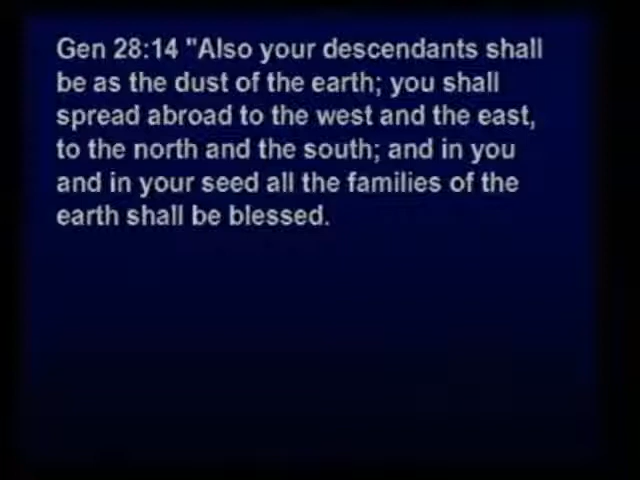 Gen 28:14 "Also your descendants shall
be as the dust of the earth; you shall
spread abroad to the west and the east,
to the north and the south; and in you
and in your seed all the families of the
earth shall be blessed.